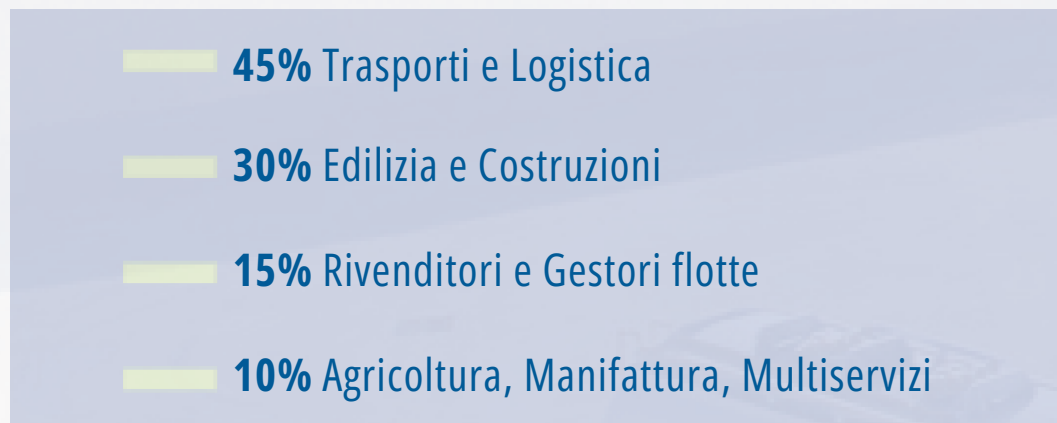 45% Trasporti e Logistica
30% Edilizia e Costruzioni
15% Rivenditori e Gestori flotte
10% Agricoltura, Manifattura, Multiservizi